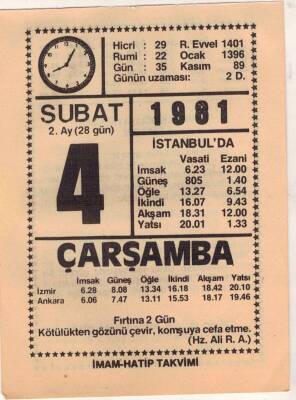 Hicri : 29 R. Evvel 1401
Rumi : 22 Ocak 1396
Gün : 35 Kasım 89
Günün uzaması: 2 D.
ŞUBAT
2. Ay (28 gün)
1981
4
İSTANBUL'DA
Vasati Ezani
İmsak 6.23 12.00
Güneş 805 1.40
Öğle 13.27 6.54
İkindi 16.07 9.43
Akşam 18.31 12.00
Yatsı 20.01 1.33
ÇARŞAMBA
İmsak Güneş Öğle İkindi Akşam Yatsı
İzmir 6.28 8.08 13.34 16.18 18.42 20.10
Ankara 6.06 7.47 13.11 15.53 18.17 19.46
Fırtına 2 Gün
Kötülükten gözünü çevir, komşuya cefa etme.
(Hz. Ali R. A.)
İMAM-HATİP TAKVİMİ